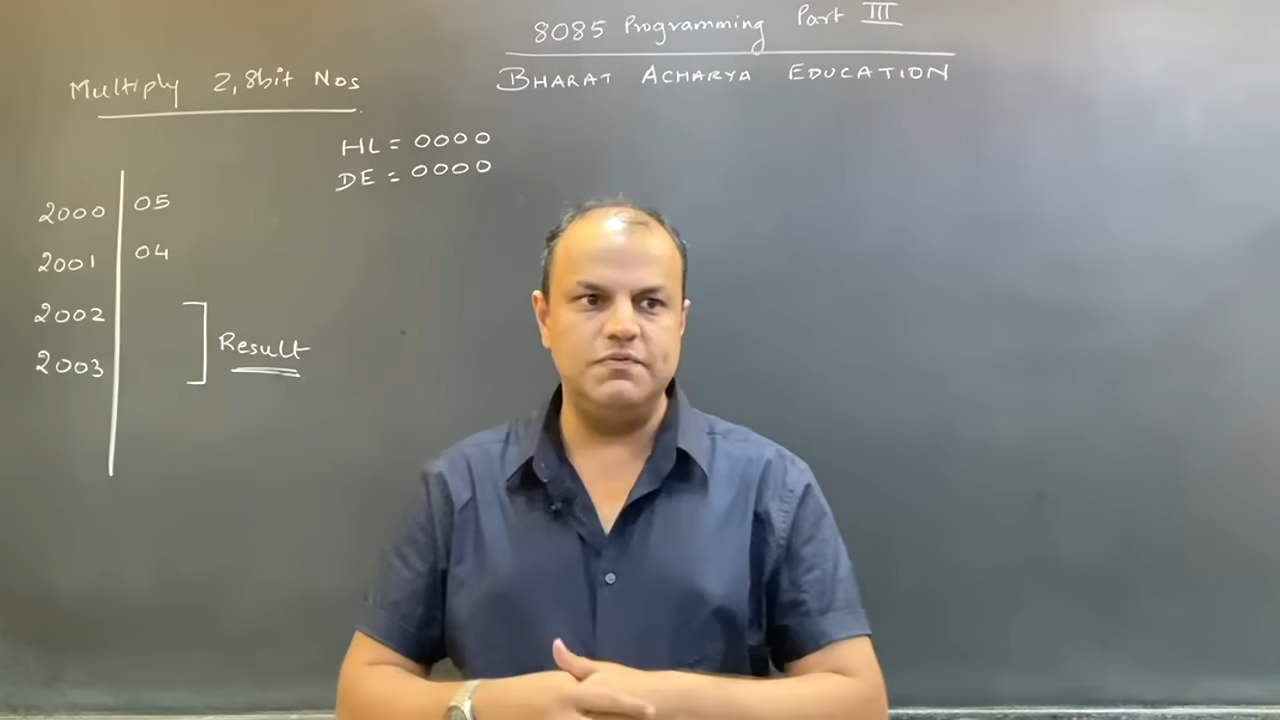 8085 Programming Part III
BHARAT ACHARYA EDUCATION
Multiply 2,8bit Nos
HL = 0000
DE = 0000
2000 05
2001 04
2002
2003
Result